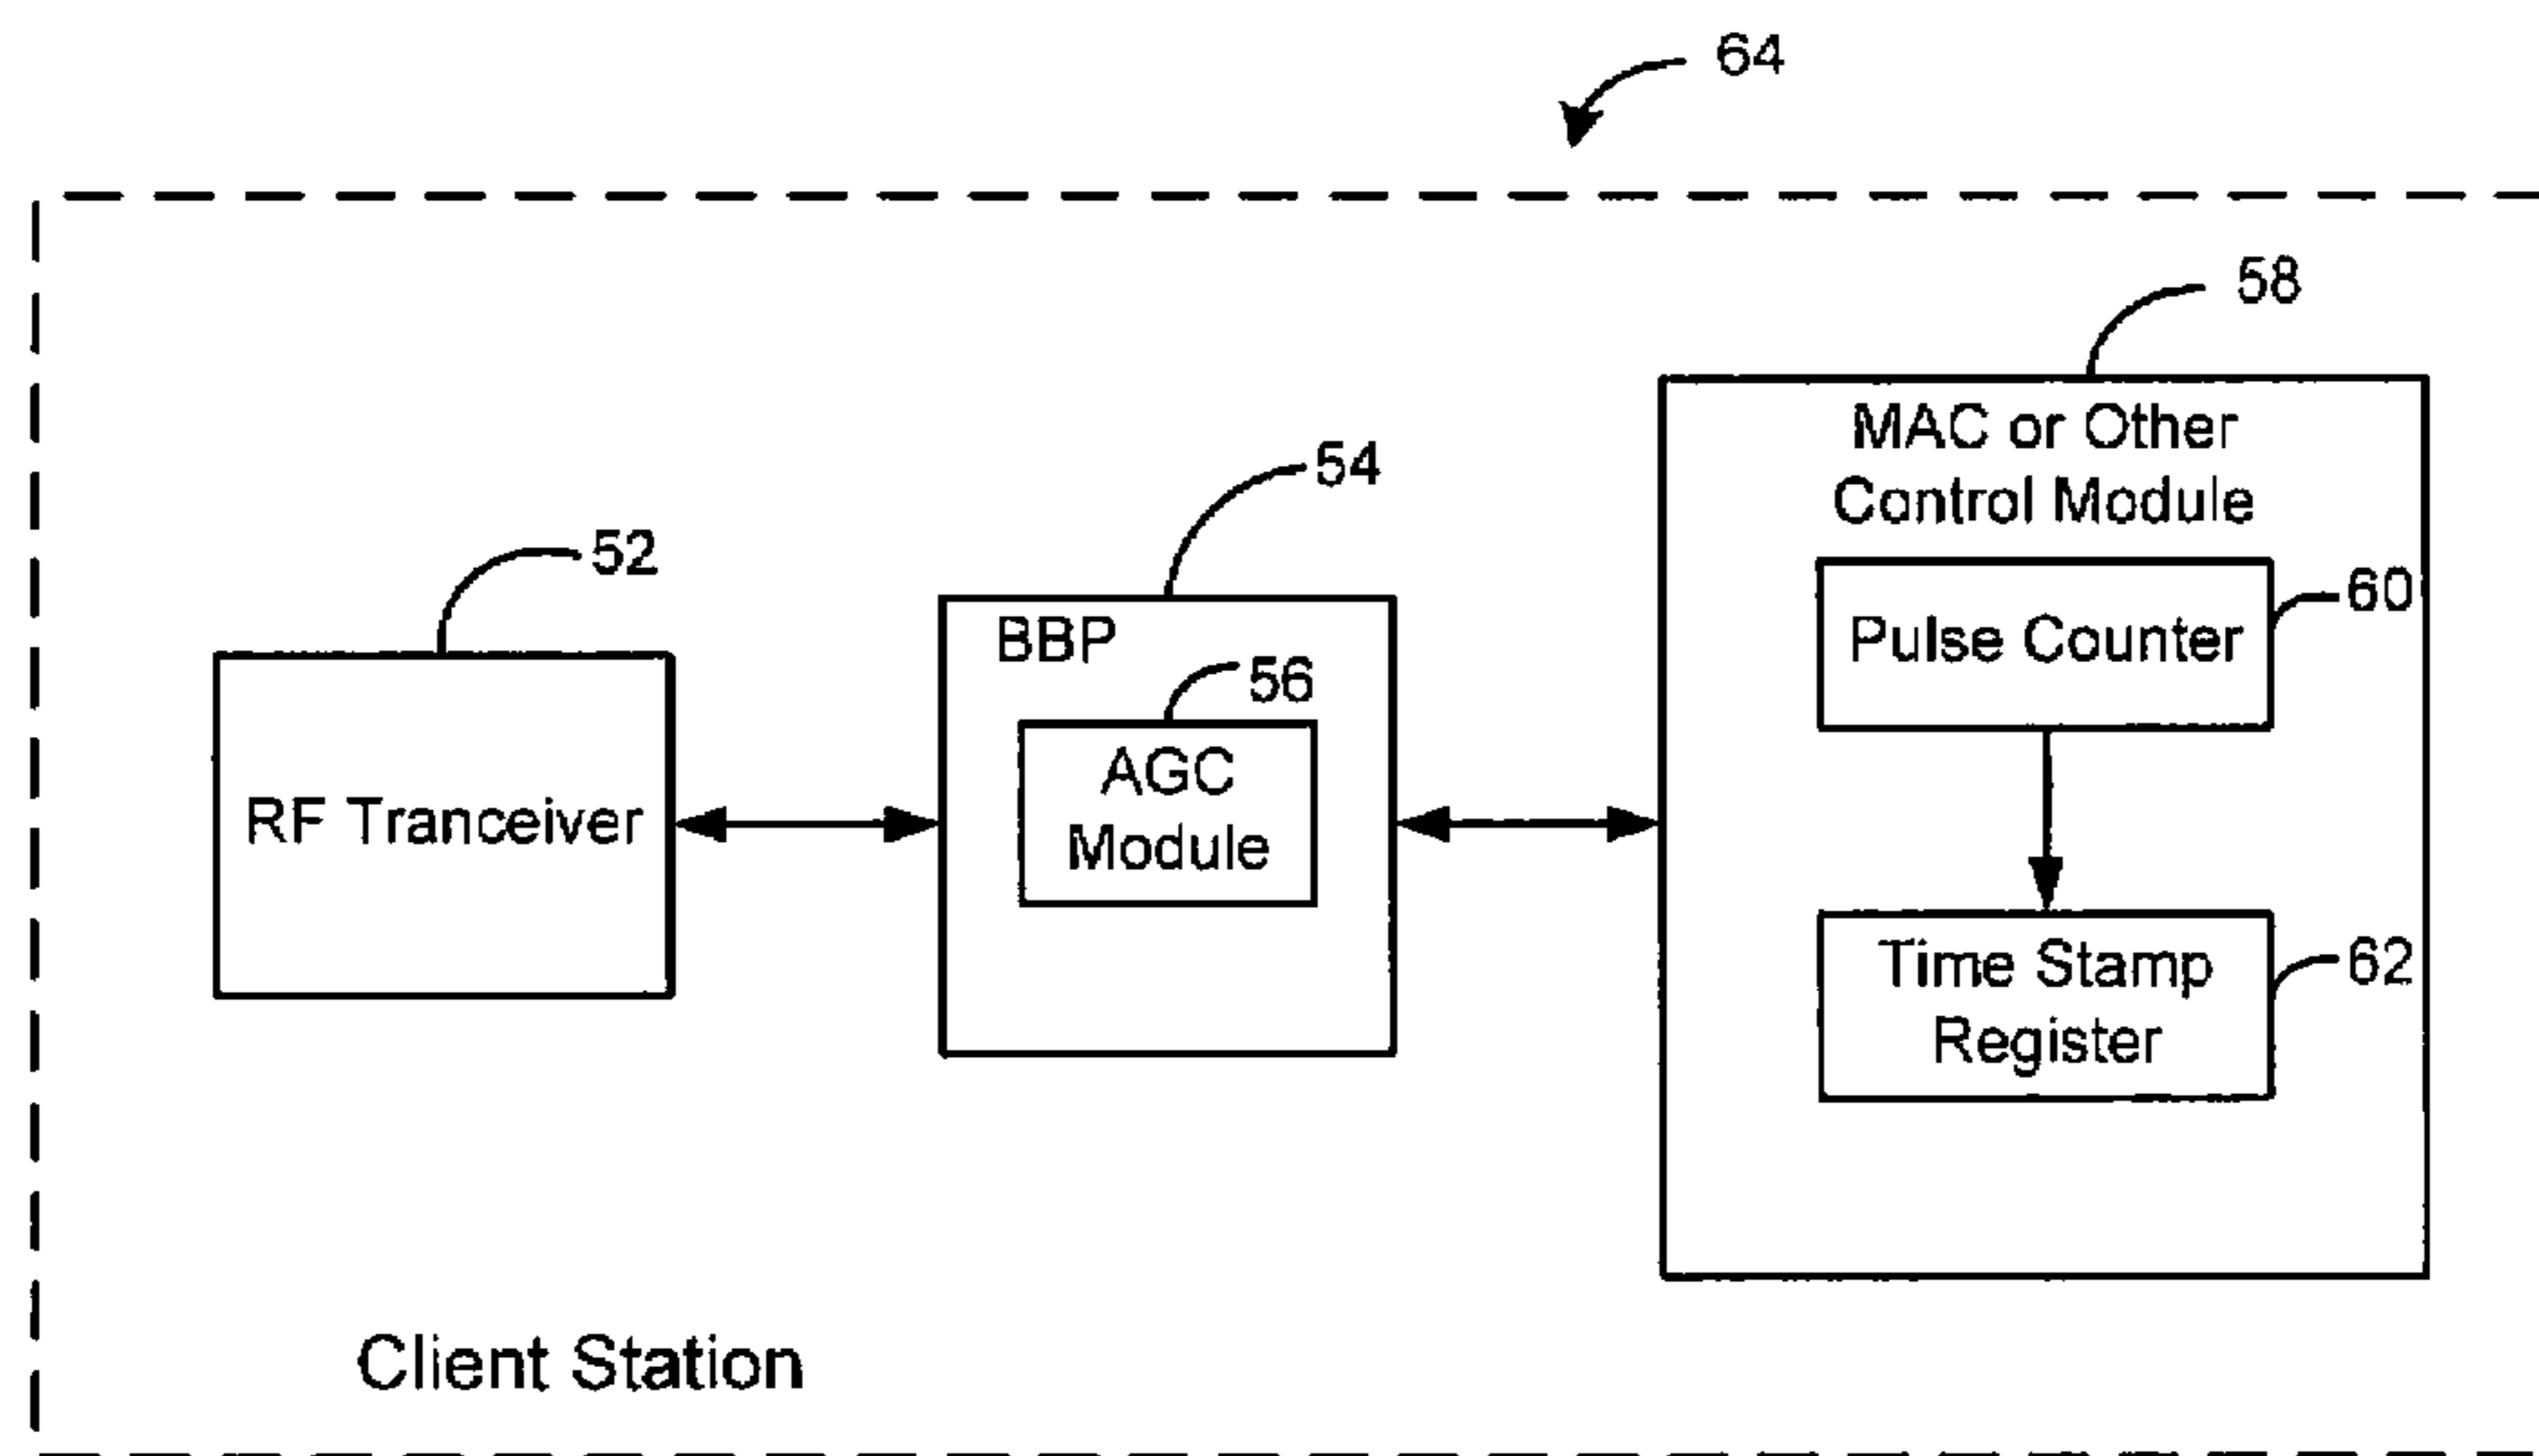 64
58
MAC or Other
Control Module
54
52
60
Pulse Counter
BBP
56
AGC
Module
RF Tranceiver
Time Stamp
Register
62
Client Station